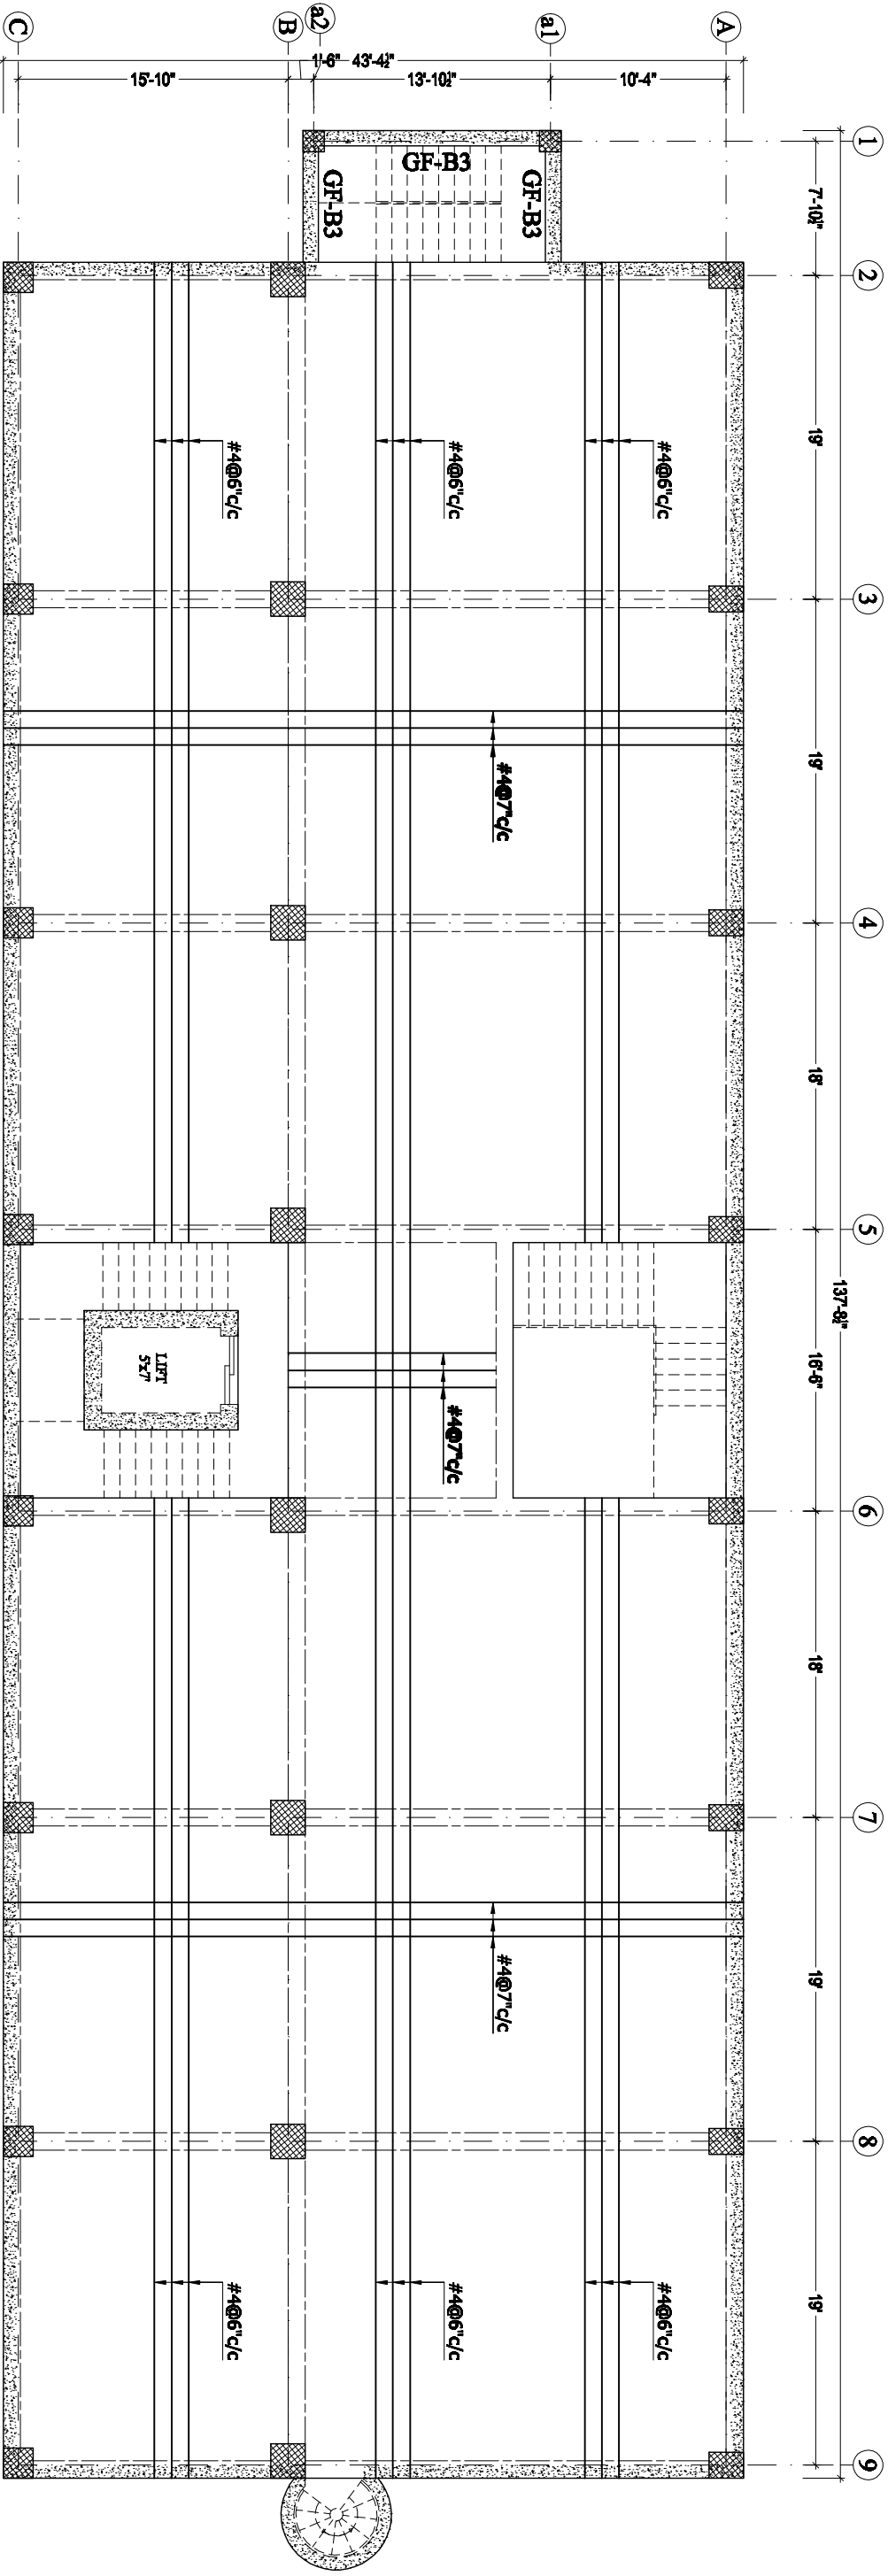 1
2
3
4
5
6
7
8
9
137'-8½"
7'-10½"
19'
19'
18'
16'-6"
18'
19'
19'
A
a1
a2
B
C
10'-4"
13'-10½"
1'-6"
43'-4½"
15'-10"
GF-B3
GF-B3
GF-B3
#4@6"c/c
#4@6"c/c
#4@6"c/c
#4@7"c/c
#4@7"c/c
#4@7"c/c
#4@6"c/c
#4@6"c/c
#4@6"c/c
LIFT
5'x7'